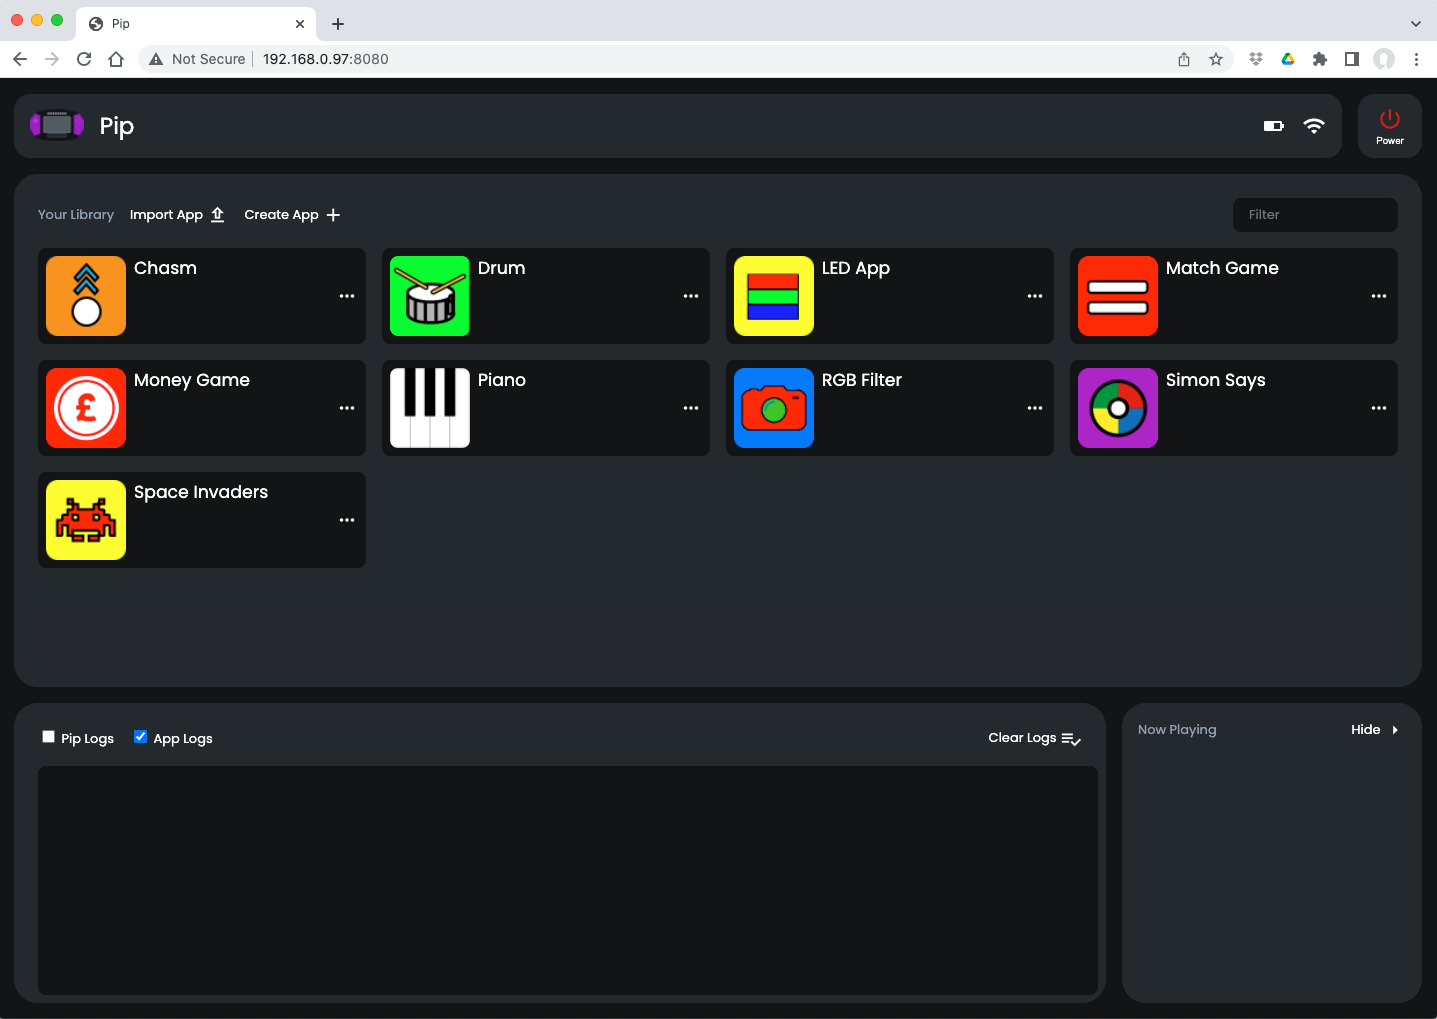 Pip
Not Secure 192.168.0.97:8080
Pip
Power
Your Library Import App Create App Filter
Chasm Drum LED App Match Game
Money Game Piano RGB Filter Simon Says
£
Space Invaders
Pip Logs App Logs Clear Logs Now Playing Hide